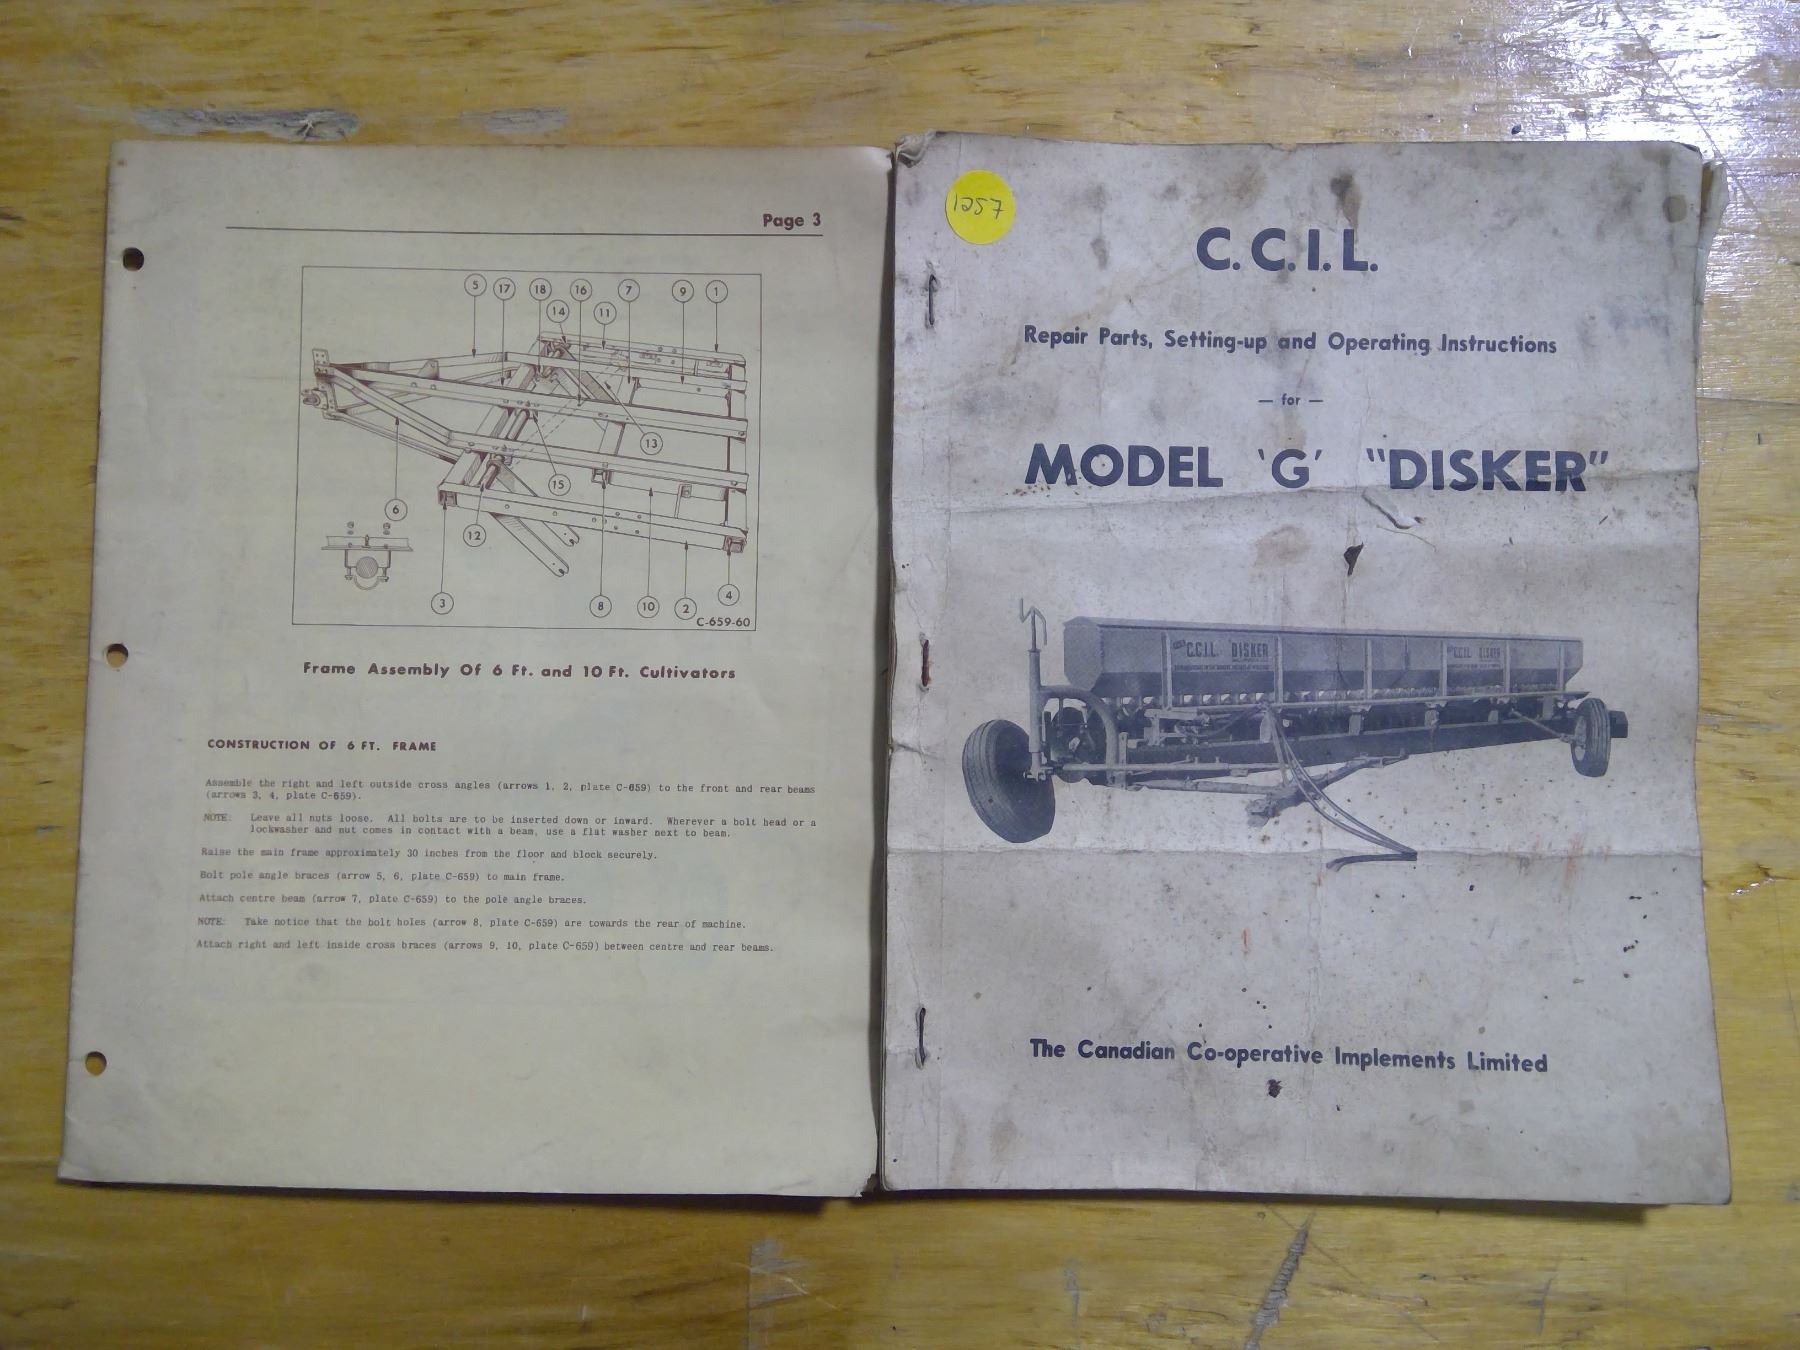 Page 3
5 17 18 16 7 9 1
14 11
13
15
6
12
3 8 10 2 4
C-659-60
Frame Assembly Of 6 Ft. and 10 Ft. Cultivators
CONSTRUCTION OF 6 FT. FRAME
Assemble the right and left outside cross angles (arrows 1, 2, plate C-659) to the front and rear beams
(arrows 3, 4, plate C-659).
NOTE: Leave all nuts loose. All bolts are to be inserted down or inward. Wherever a bolt head or a
lockwasher and nut comes in contact with a beam, use a flat washer next to beam.
Raise the main frame approximately 30 inches from the floor and block securely.
Bolt pole angle braces (arrow 5, 6, plate C-659) to main frame.
Attach centre beam (arrow 7, plate C-659) to the pole angle braces.
NOTE: Take notice that the bolt holes (arrow 8, plate C-659) are towards the rear of machine.
Attach right and left inside cross braces (arrows 9, 10, plate C-659) between centre and rear beams.
1257
C.C.I.L.
Repair Parts, Setting-up and Operating Instructions
— for —
MODEL 'G' "DISKER"
C.C.I.L. DISKER
C.C.I.L. DISKER
The Canadian Co-operative Implements Limited